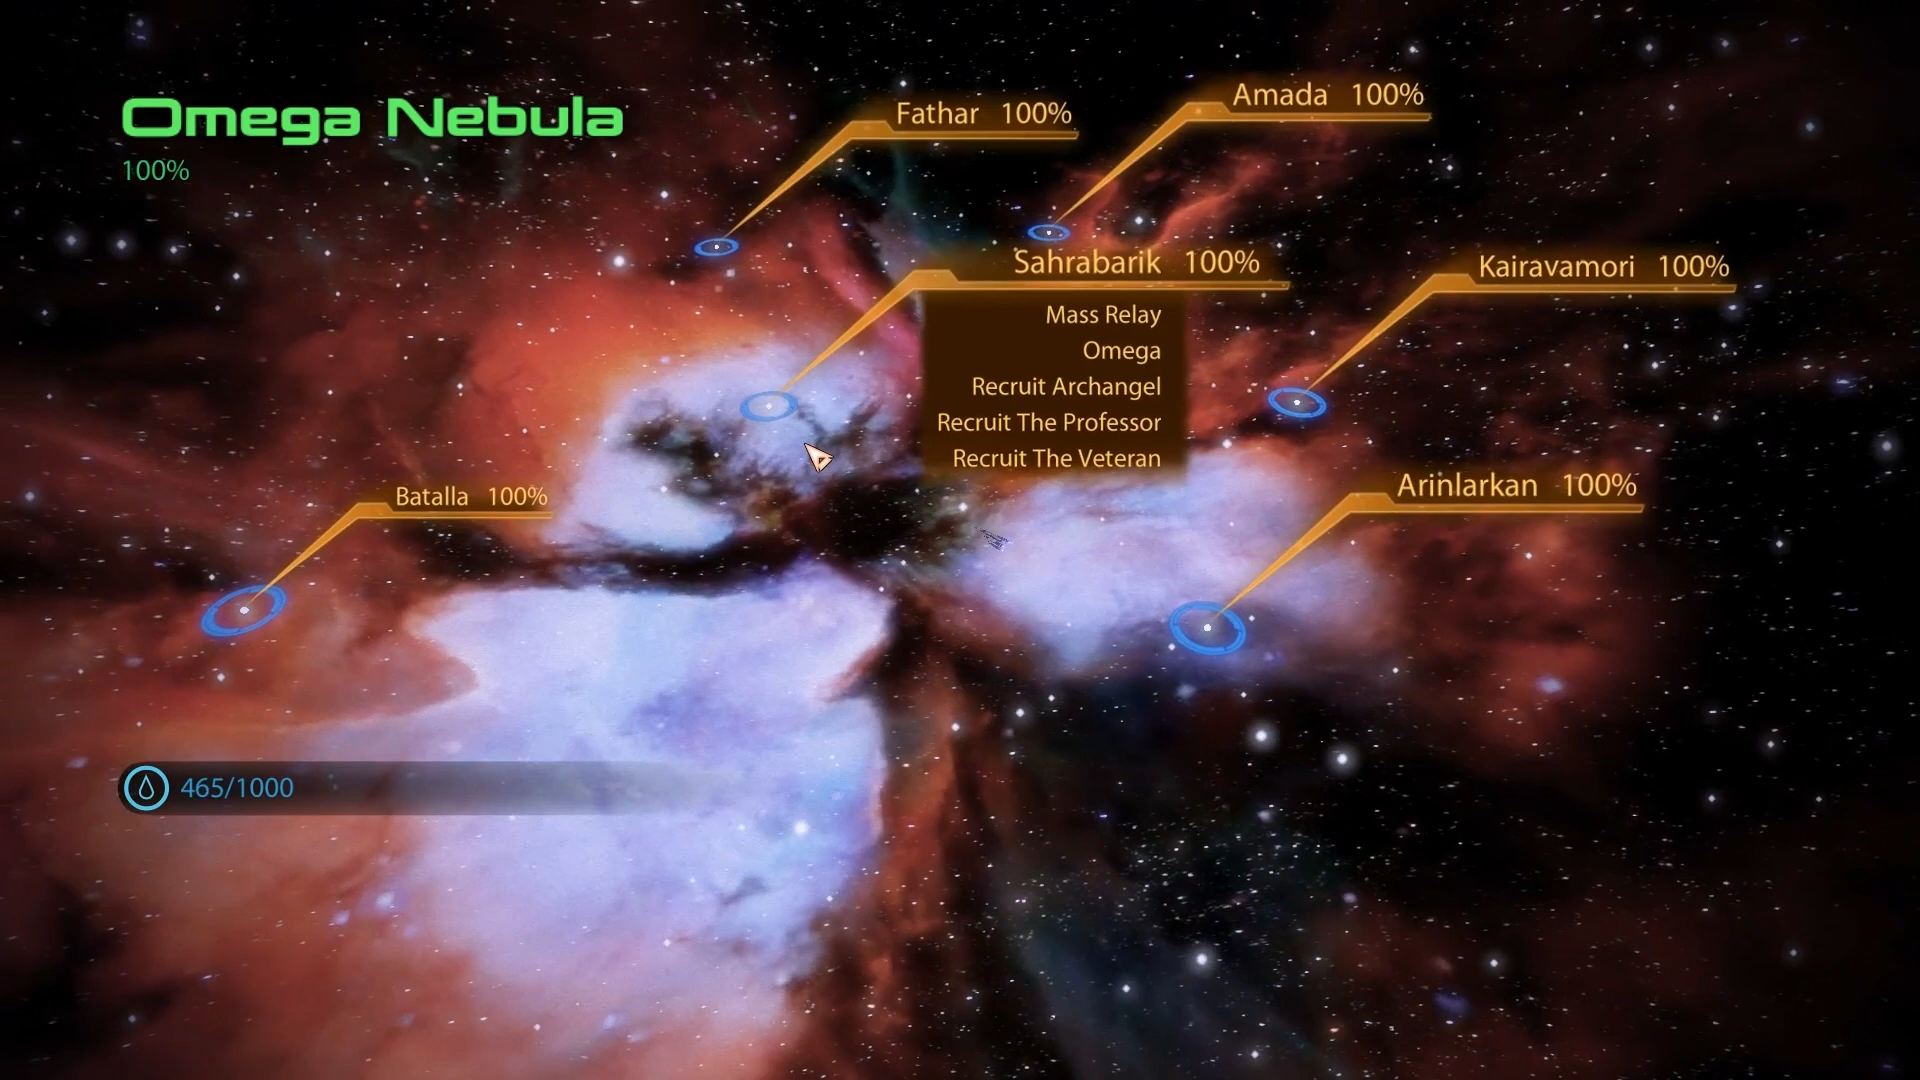 Omega Nebula
100%
Fathar 100%
Amada 100%
Sahrabarik 100%
Mass Relay
Omega
Recruit Archangel
Recruit The Professor
Recruit The Veteran
Kairavamori 100%
Batalla 100%
Arinlarkan 100%
465/1000